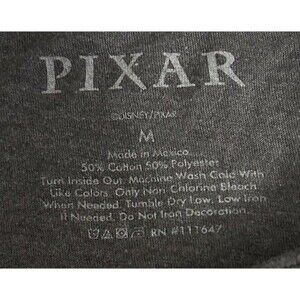 PIXAR
©DISNEY/PIXAR
M
Made in Mexico
50% Cotton 50% Polyester
Turn Inside Out. Machine Wash Cold With
Like Colors. Only Non-Chlorine Bleach
When Needed. Tumble Dry Low. Low Iron
If Needed. Do Not Iron Decoration.
RN #111647